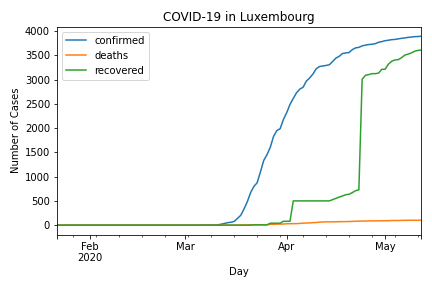 COVID-19 in Luxembourg
confirmed
deaths
recovered
Number of Cases
4000
3500
3000
2500
2000
1500
1000
500
0
Feb
2020
Mar
Apr
May
Day